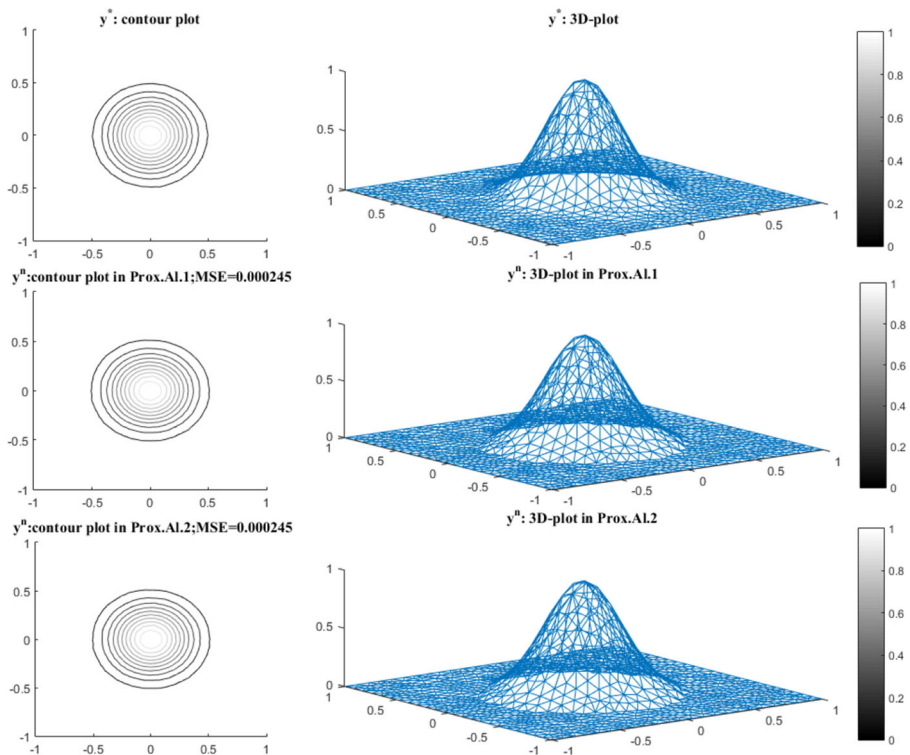 y*: contour plot
1
0.5
0
-0.5
-1
-1 -0.5 0 0.5 1
y*: 3D-plot
1
0.5
0
1 0.5 0 -0.5 -1
-1 -0.5 0 0.5 1
1
0.8
0.6
0.4
0.2
0
yⁿ:contour plot in Prox.Al.1;MSE=0.000245
1
0.5
0
-0.5
-1
-1 -0.5 0 0.5 1
yⁿ: 3D-plot in Prox.Al.1
1
0.5
0
1 0.5 0 -0.5 -1
-1 -0.5 0 0.5 1
1
0.8
0.6
0.4
0.2
0
yⁿ:contour plot in Prox.Al.2;MSE=0.000245
1
0.5
0
-0.5
-1
-1 -0.5 0 0.5 1
yⁿ: 3D-plot in Prox.Al.2
1
0.5
0
1 0.5 0 -0.5 -1
-1 -0.5 0 0.5 1
1
0.8
0.6
0.4
0.2
0